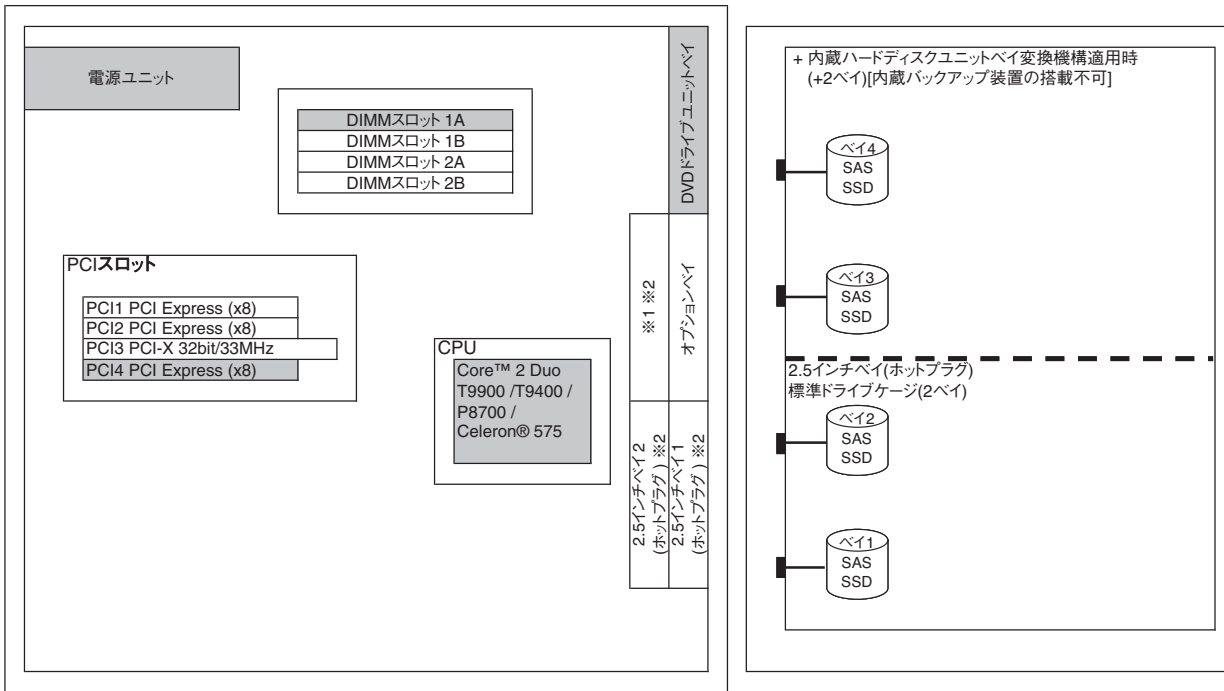 電源ユニット
DIMMスロット 1A
DIMMスロット 1B
DIMMスロット 2A
DIMMスロット 2B
DVDドライブユニットベイ
PCIスロット
PCI1 PCI Express (x8)
PCI2 PCI Express (x8)
PCI3 PCI-X 32bit/33MHz
PCI4 PCI Express (x8)
※1 ※2
オプションベイ
CPU
Core™ 2 Duo
T9900 /T9400 /
P8700 /
Celeron® 575
2.5インチベイ2
(ホットプラグ) ※2
2.5インチベイ1
(ホットプラグ) ※2
+ 内蔵ハードディスクユニットベイ変換機構適用時
(+2ベイ)[内蔵バックアップ装置の搭載不可]
ベイ4
SAS
SSD
ベイ3
SAS
SSD
2.5インチベイ(ホットプラグ)
標準ドライブケージ(2ベイ)
ベイ2
SAS
SSD
ベイ1
SAS
SSD